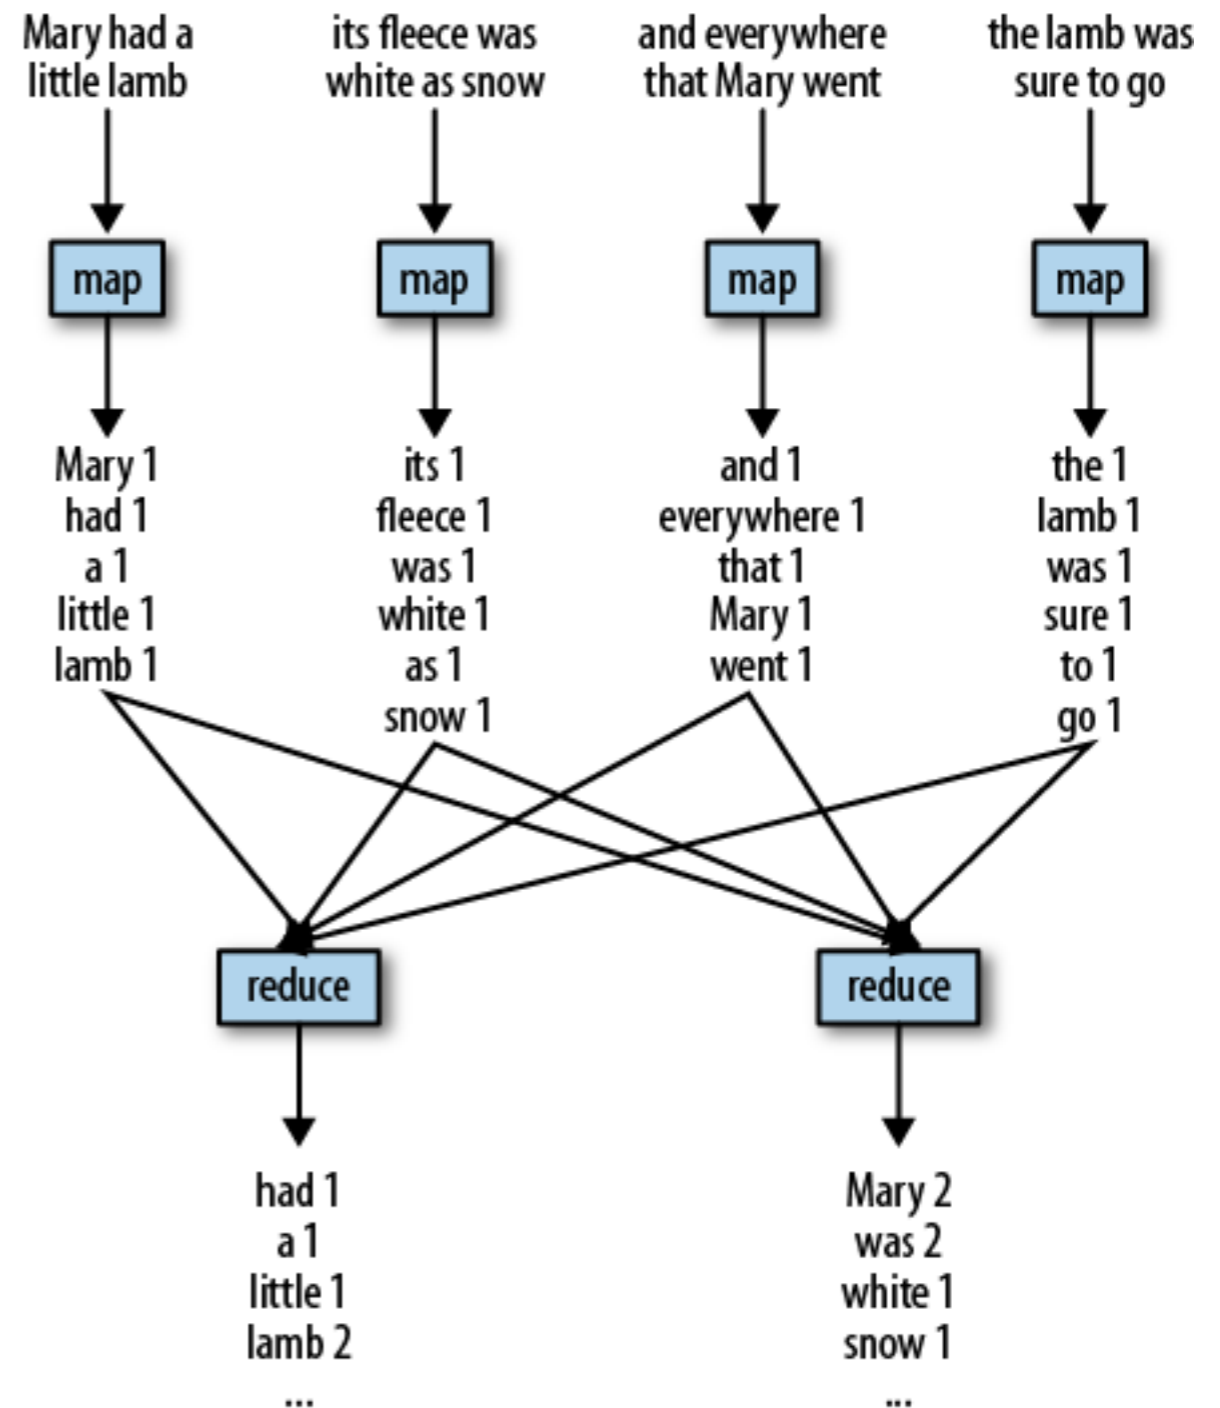 Mary had a
little lamb
its fleece was
white as snow
and everywhere
that Mary went
the lamb was
sure to go
map
map
map
map
Mary 1
had 1
a 1
little 1
lamb 1
its 1
fleece 1
was 1
white 1
as 1
snow 1
and 1
everywhere 1
that 1
Mary 1
went 1
the 1
lamb 1
was 1
sure 1
to 1
go 1
reduce
reduce
had 1
a 1
little 1
lamb 2
...
Mary 2
was 2
white 1
snow 1
...